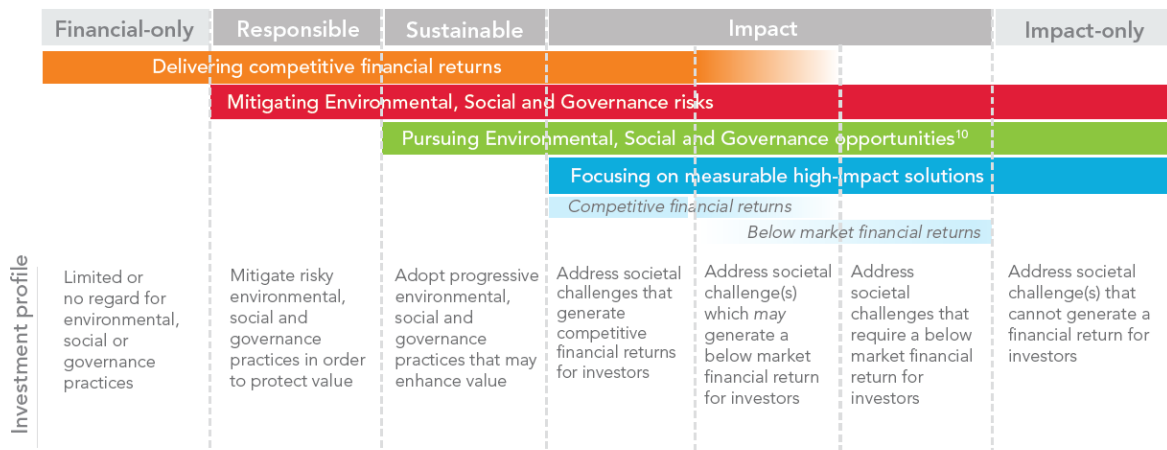 Financial-only
Responsible
Sustainable
Impact
Impact-only
Delivering competitive financial returns
Mitigating Environmental, Social and Governance risks
Pursuing Environmental, Social and Governance opportunities¹⁰
Focusing on measurable high-impact solutions
Competitive financial returns
Below market financial returns
Investment profile
Limited or
no regard for
environmental,
social or
governance
practices
Mitigate risky
environmental,
social and
governance
practices in order
to protect value
Adopt progressive
environmental,
social and
governance
practices that may
enhance value
Address societal
challenges that
generate
competitive
financial returns
for investors
Address societal
challenge(s)
which may
generate a
below market
financial return
for investors
Address
societal
challenges that
require a below
market financial
return for
investors
Address societal
challenge(s) that
cannot generate a
financial return for
investors